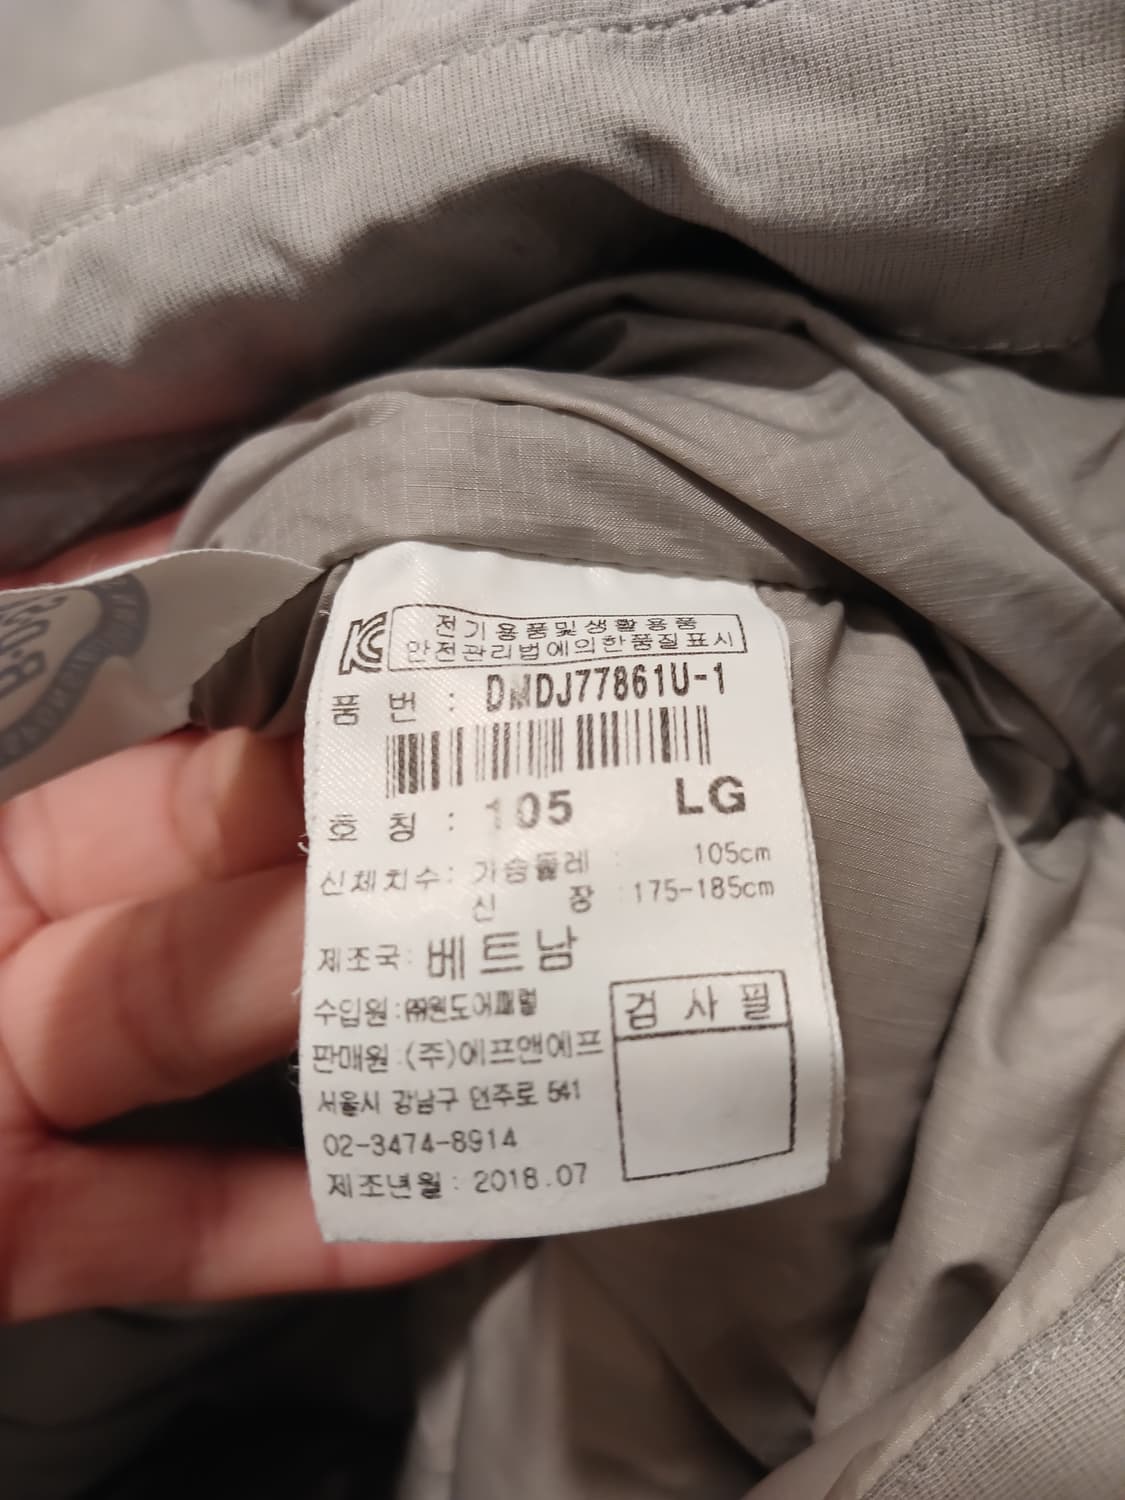 전기용품및생활용품
안전관리법에의한품질표시
품 번 : DMDJ77861U-1
호 칭 : 105 LG
신체치수: 가슴둘레 : 105cm
신 장 : 175-185cm
제조국: 베트남
수입원:㈜윈도어패럴
판매원:(주)에프앤에프
서울시 강남구 언주로 541
02-3474-8914
제조년월: 2018.07
검 사 필